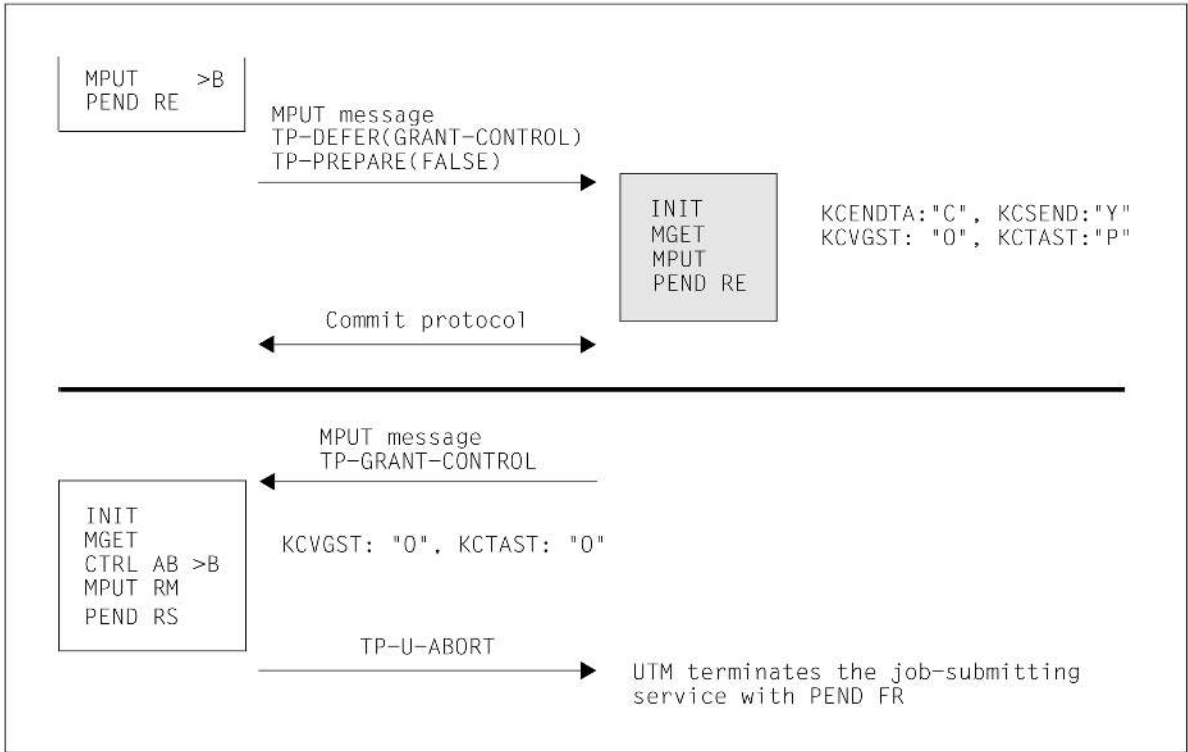 MPUT >B
PEND RE
MPUT message
TP-DEFER(GRANT-CONTROL)
TP-PREPARE(FALSE)
INIT
MGET
MPUT
PEND RE
KCENDTA:"C", KCSEND:"Y"
KCVGST: "O", KCTAST:"P"
Commit protocol
MPUT message
TP-GRANT-CONTROL
INIT
MGET
CTRL AB >B
MPUT RM
PEND RS
KCVGST: "O", KCTAST: "O"
TP-U-ABORT
UTM terminates the job-submitting
service with PEND FR